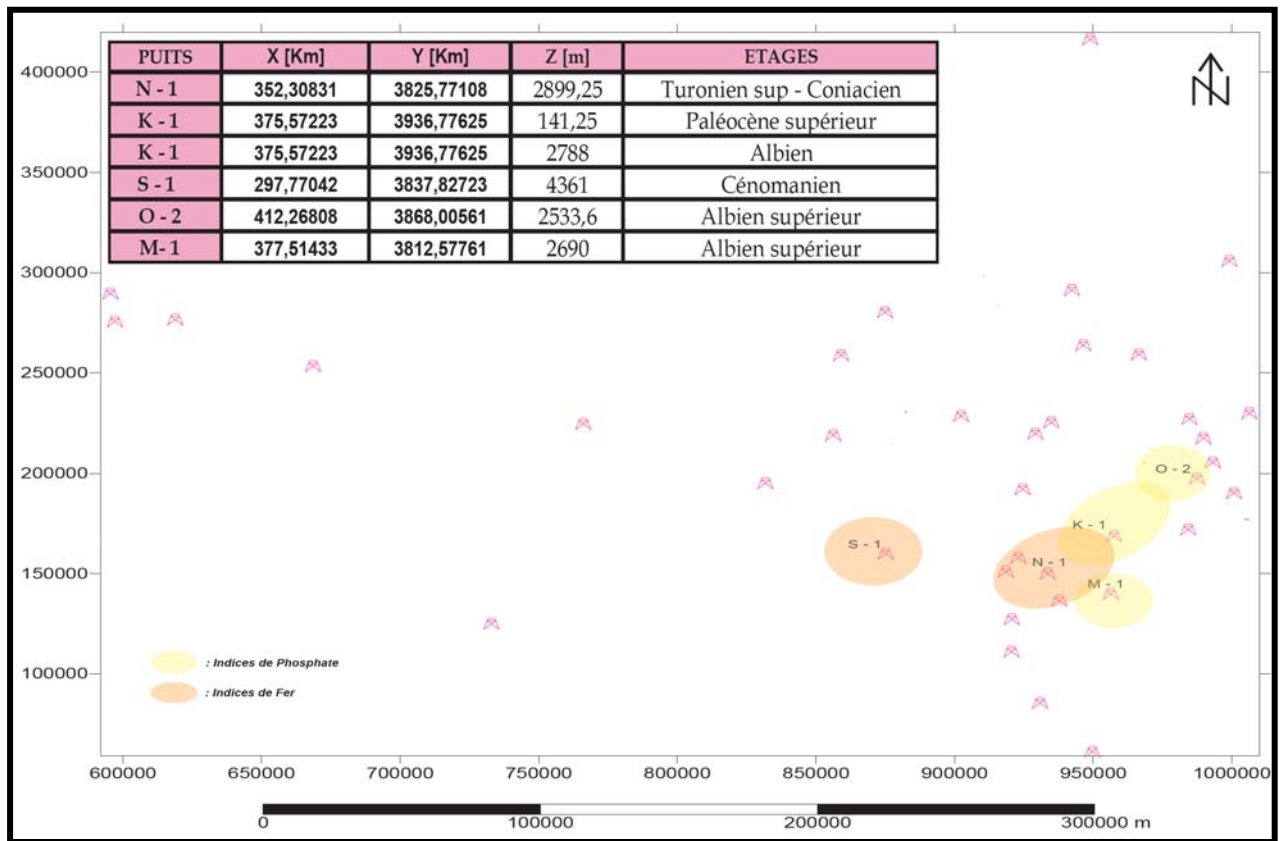 PUITS X [Km] Y [Km] Z [m] ETAGES
N - 1 352,30831 3825,77108 2899,25 Turonien sup - Coniacien
K - 1 375,57223 3936,77625 141,25 Paléocène supérieur
K - 1 375,57223 3936,77625 2788 Albien
S - 1 297,77042 3837,82723 4361 Cénomanien
O - 2 412,26808 3868,00561 2533,6 Albien supérieur
M- 1 377,51433 3812,57761 2690 Albien supérieur
N
400000
350000
300000
250000
200000
150000
100000
O - 2
K - 1
S - 1
N - 1
M - 1
: Indices de Phosphate
: Indices de Fer
600000 650000 700000 750000 800000 850000 900000 950000 1000000
0 100000 200000 300000 m